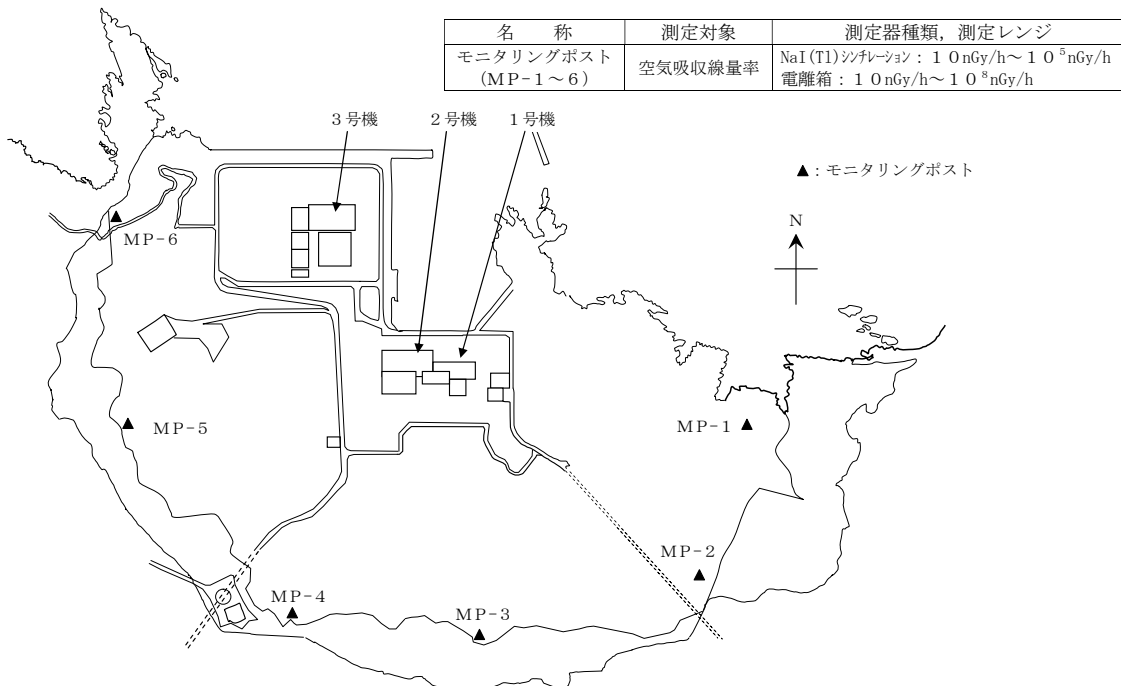 名　称 測定対象 測定器種類，測定レンジ
モニタリングポスト
(ＭＰ－１～６)
空気吸収線量率
NaI(Tl)ｼﾝﾁﾚｰｼｮﾝ：１０nGy/h～１０⁵nGy/h
電離箱：１０nGy/h～１０⁸nGy/h
３号機 ２号機 １号機
▲：モニタリングポスト
N
MP-6
MP-5
MP-1
MP-2
MP-4
MP-3